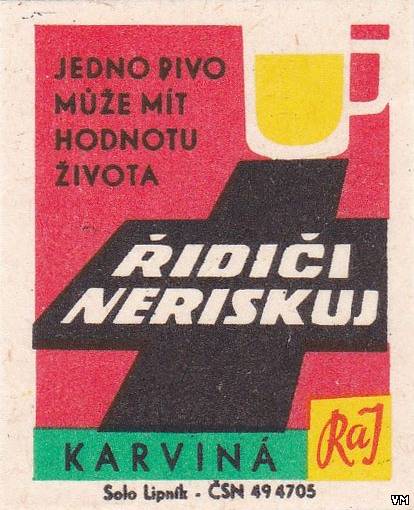 JEDNO PIVO
MŮŽE MÍT
HODNOTU
ŽIVOTA
ŘIDIČI
NERISKUJ
KARVINÁ
RaJ
Solo Lipník - ČSN 49 4705
VM